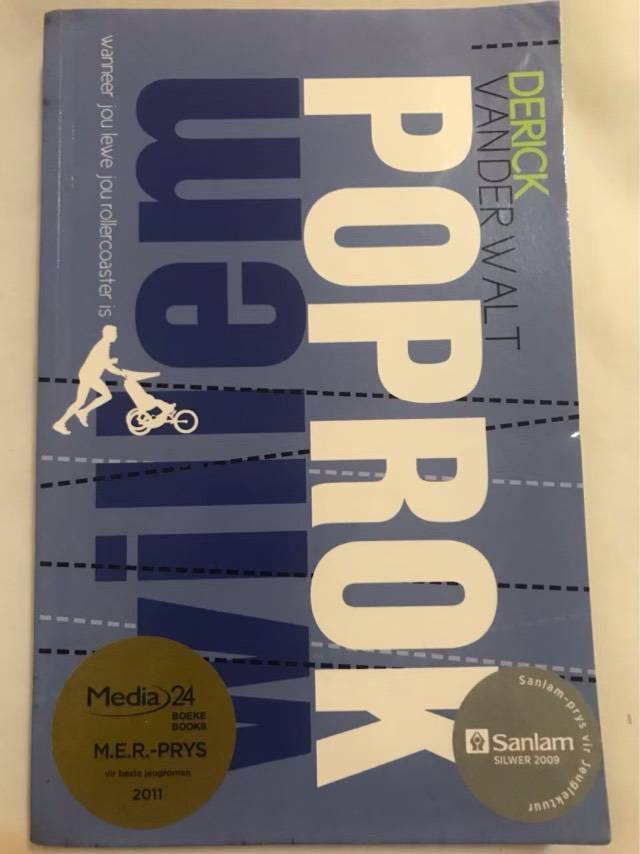 DERICK
VAN DER WALT
POPROK
willem
wanneer jou lewe jou rollercoaster is
Media24
BOEKE
BOOKS
M.E.R.-PRYS
vir beste jeugroman
2011
Sanlam-prys vir Jeuglektuur
Sanlam
SILWER 2009